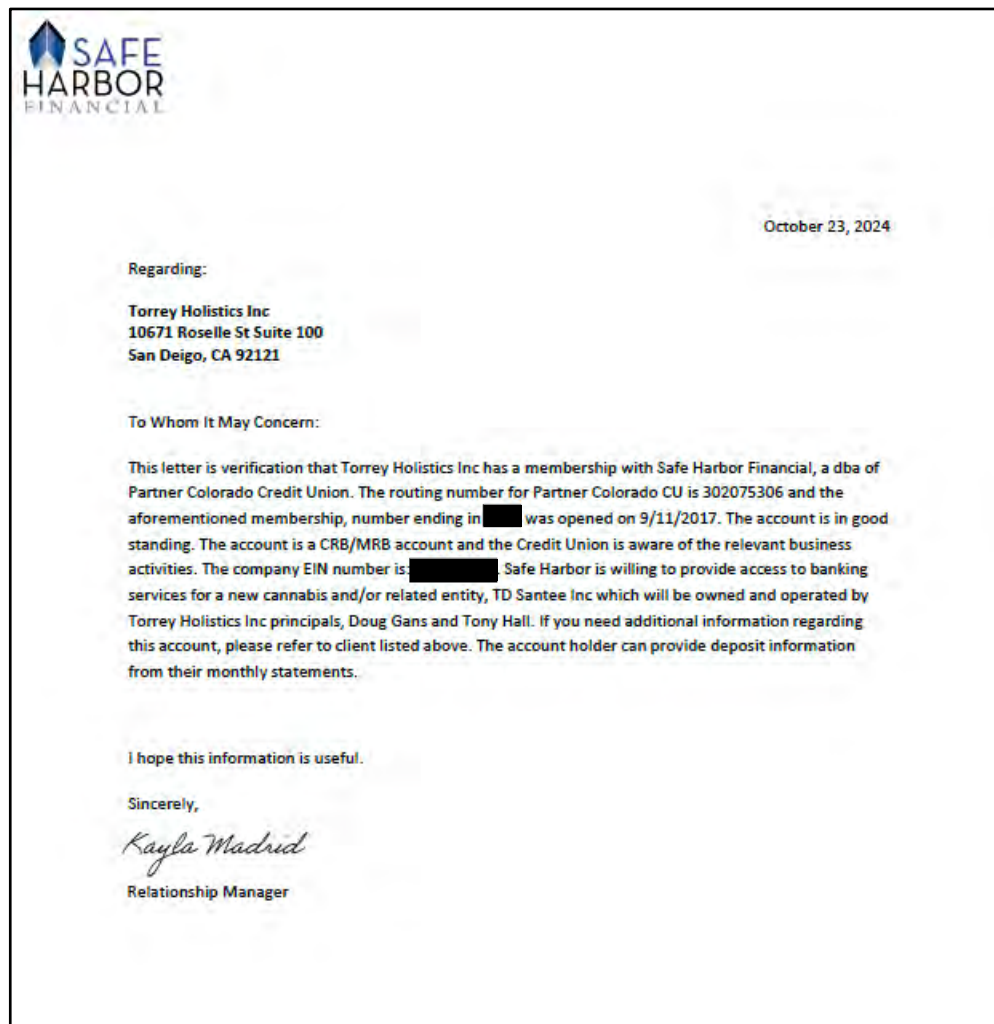 SAFE
HARBOR
FINANCIAL
October 23, 2024
Regarding:
Torrey Holistics Inc
10671 Roselle St Suite 100
San Deigo, CA 92121
To Whom It May Concern:
This letter is verification that Torrey Holistics Inc has a membership with Safe Harbor Financial, a dba of
Partner Colorado Credit Union. The routing number for Partner Colorado CU is 302075306 and the
aforementioned membership, number ending in was opened on 9/11/2017. The account is in good
standing. The account is a CRB/MRB account and the Credit Union is aware of the relevant business
activities. The company EIN number is: . Safe Harbor is willing to provide access to banking
services for a new cannabis and/or related entity, TD Santee Inc which will be owned and operated by
Torrey Holistics Inc principals, Doug Gans and Tony Hall. If you need additional information regarding
this account, please refer to client listed above. The account holder can provide deposit information
from their monthly statements.
I hope this information is useful.
Sincerely,
Kayla Madrid
Relationship Manager